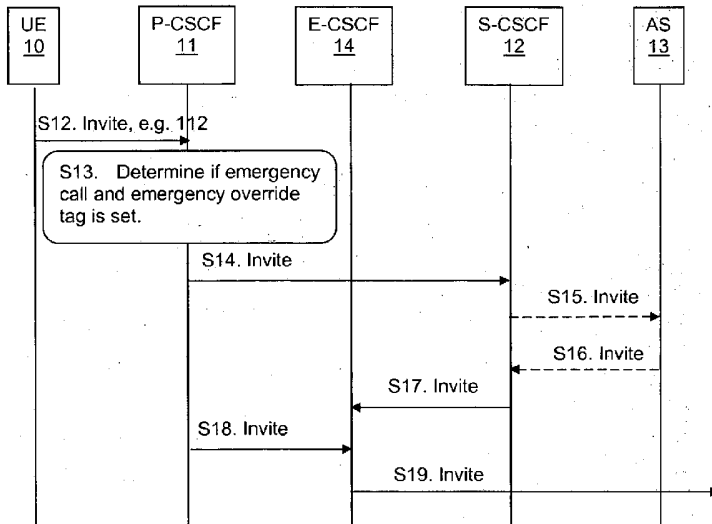 UE
10
P-CSCF
11
E-CSCF
14
S-CSCF
12
AS
13
S12. Invite, e.g. 112
S13. Determine if emergency
call and emergency override
tag is set.
S14. Invite
S15. Invite
S16. Invite
S17. Invite
S18. Invite
S19. Invite